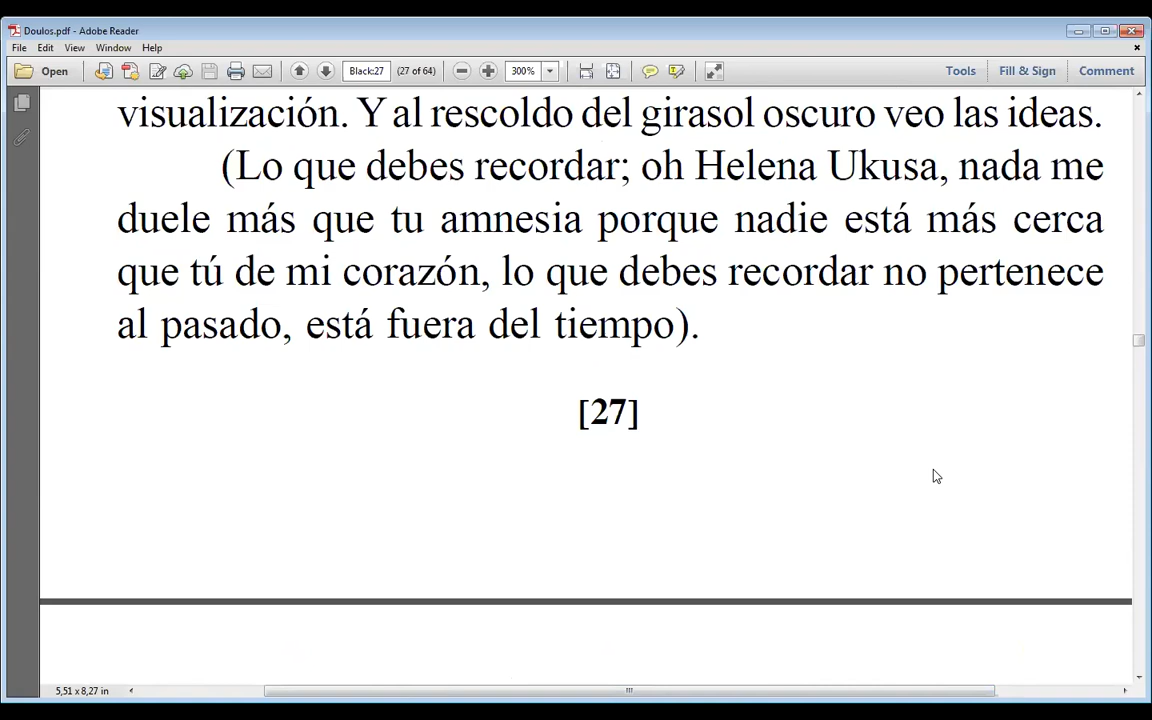 Doulos.pdf - Adobe Reader
File Edit View Window Help
Open Black:27 (27 of 64) 300% Tools Fill & Sign Comment
visualización. Y al rescoldo del girasol oscuro veo las ideas.
(Lo que debes recordar; oh Helena Ukusa, nada me
duele más que tu amnesia porque nadie está más cerca
que tú de mi corazón, lo que debes recordar no pertenece
al pasado, está fuera del tiempo).
[27]
5,51 x 8,27 in